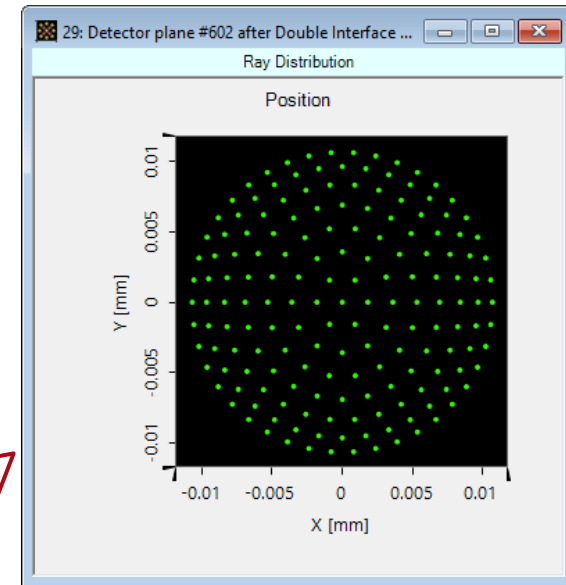 29: Detector plane #602 after Double Interface ...
Ray Distribution
Position
0.01
0.005
0
-0.005
-0.01
Y [mm]
-0.01 -0.005 0 0.005 0.01
X [mm]